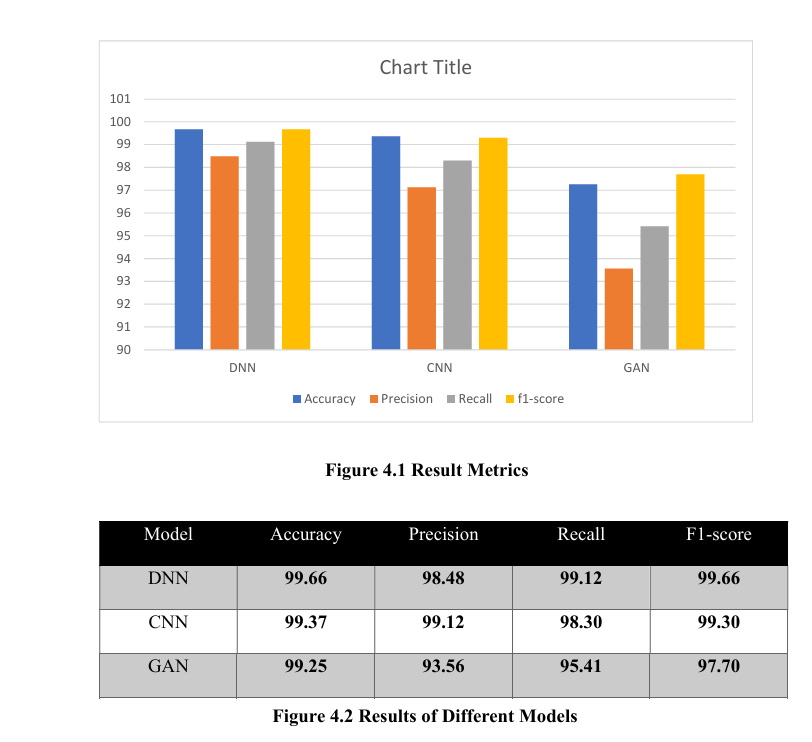 Chart Title
101
100
99
98
97
96
95
94
93
92
91
90
DNN CNN GAN
Accuracy Precision Recall f1-score
Figure 4.1 Result Metrics
Model Accuracy Precision Recall F1-score
DNN 99.66 98.48 99.12 99.66
CNN 99.37 99.12 98.30 99.30
GAN 99.25 93.56 95.41 97.70
Figure 4.2 Results of Different Models